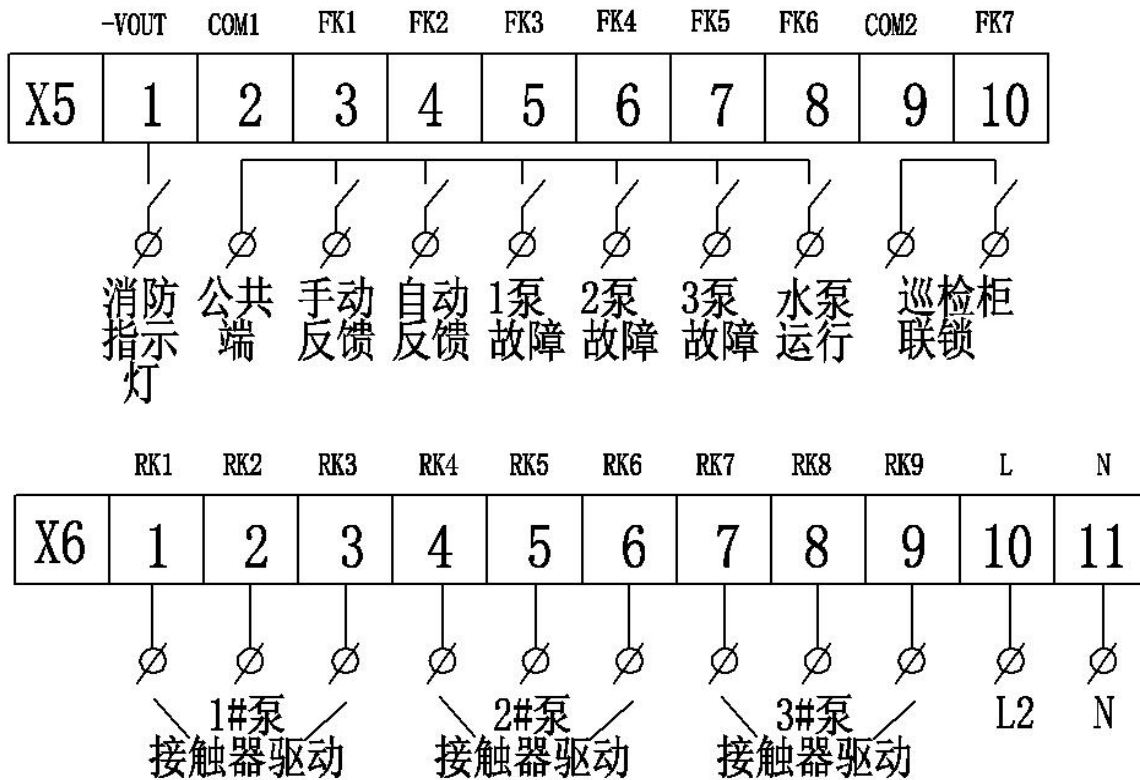 -VOUT COM1 FK1 FK2 FK3 FK4 FK5 FK6 COM2 FK7
X5 1 2 3 4 5 6 7 8 9 10
消防 公共 手动 自动 1泵 2泵 3泵 水泵 巡检柜
指示 端 反馈 反馈 故障 故障 故障 运行 联锁
灯
RK1 RK2 RK3 RK4 RK5 RK6 RK7 RK8 RK9 L N
X6 1 2 3 4 5 6 7 8 9 10 11
1#泵 2#泵 3#泵 L2 N
接触器驱动 接触器驱动 接触器驱动